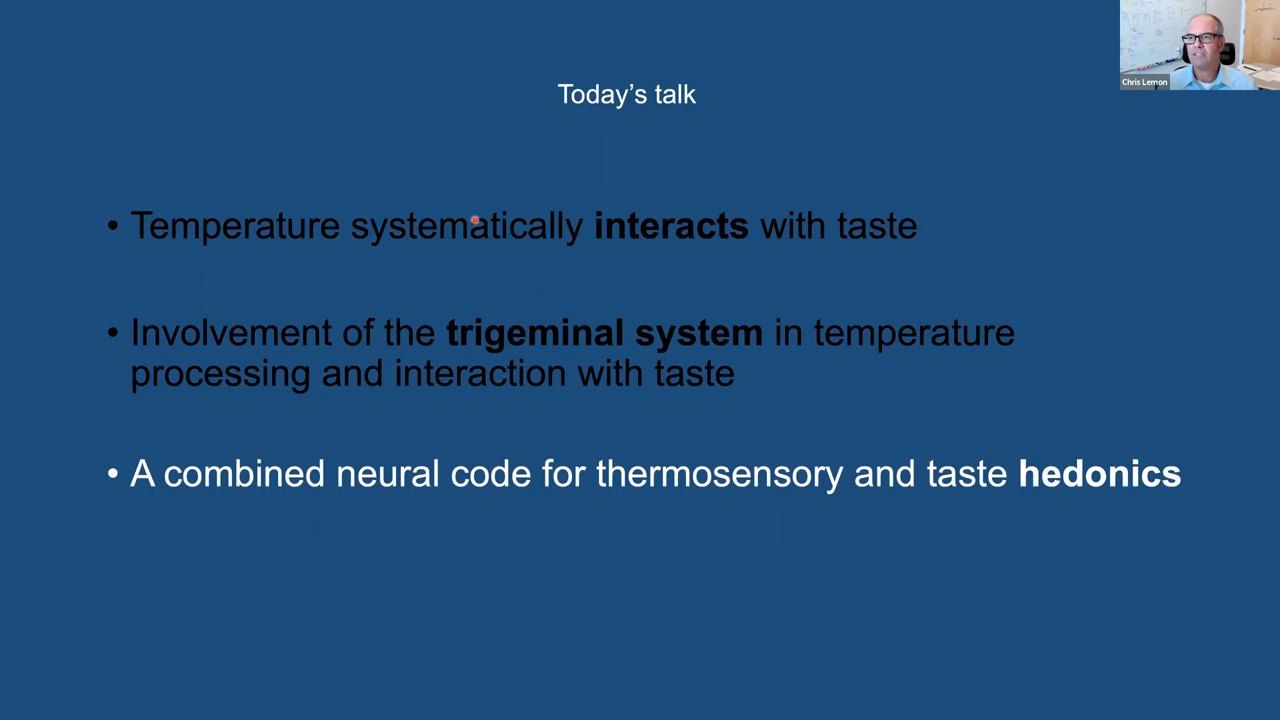 Today’s talk
Chris Lemon
• Temperature systematically interacts with taste
• Involvement of the trigeminal system in temperature
processing and interaction with taste
• A combined neural code for thermosensory and taste hedonics